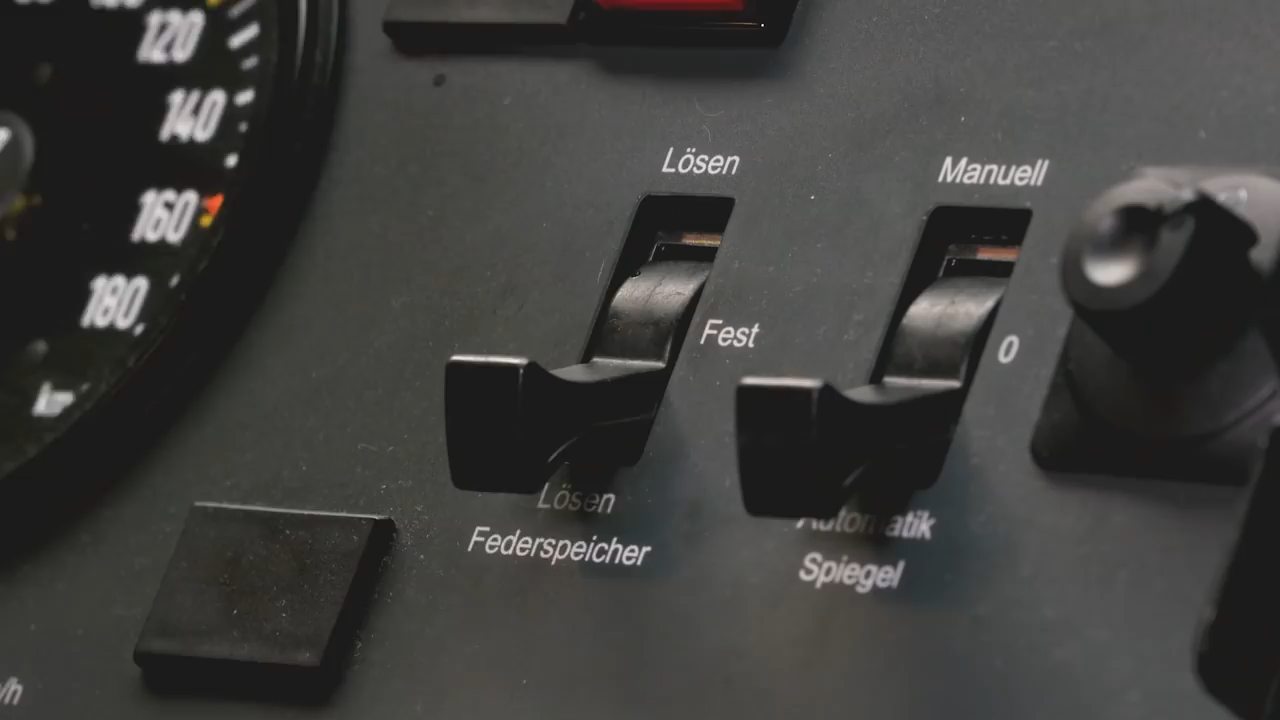 120
140
160
180
km
Lösen
Manuell
Fest
0
Lösen
Federspeicher
Automatik
Spiegel
/h